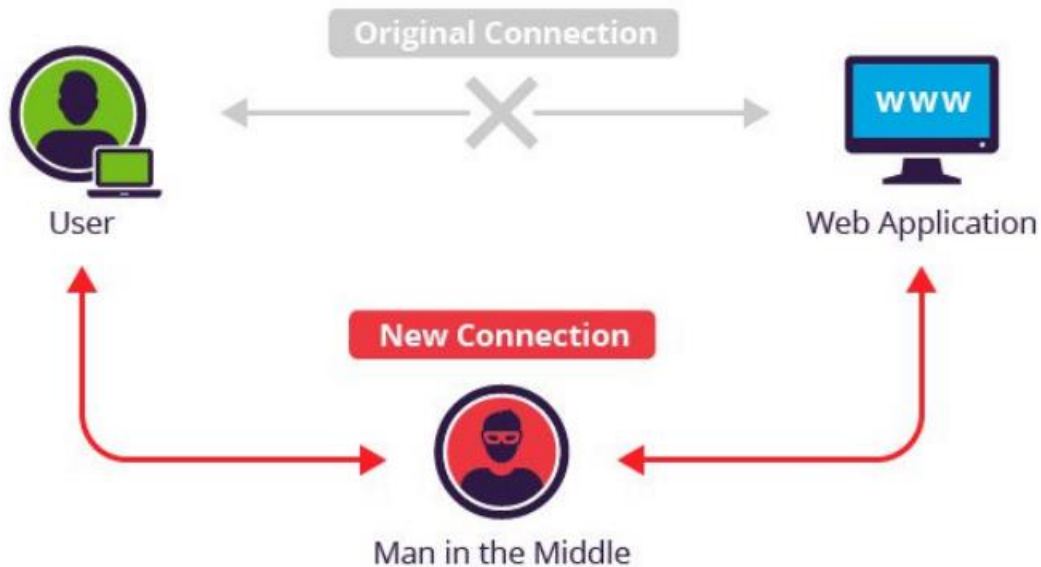 Original Connection
www
User
Web Application
New Connection
Man in the Middle